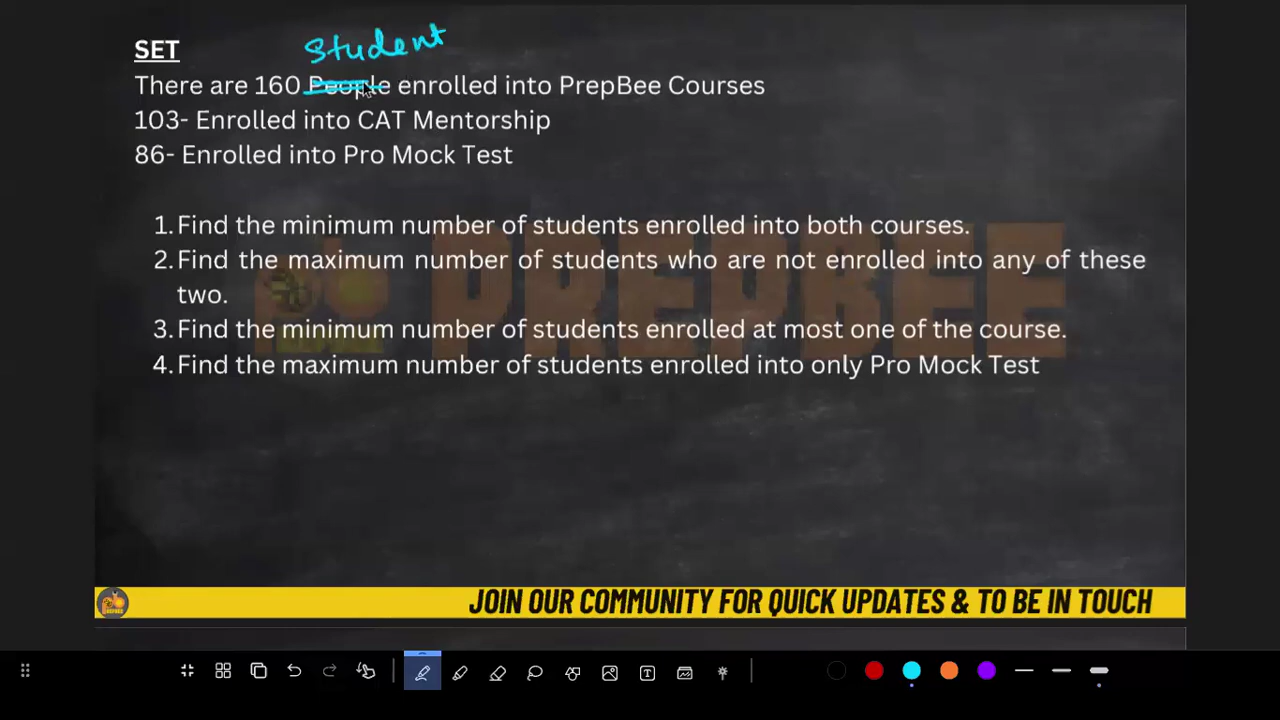 SET
Student
There are 160 People enrolled into PrepBee Courses
103- Enrolled into CAT Mentorship
86- Enrolled into Pro Mock Test
1. Find the minimum number of students enrolled into both courses.
2. Find the maximum number of students who are not enrolled into any of these
two.
3. Find the minimum number of students enrolled at most one of the course.
4. Find the maximum number of students enrolled into only Pro Mock Test
PREPBEE
JOIN OUR COMMUNITY FOR QUICK UPDATES & TO BE IN TOUCH